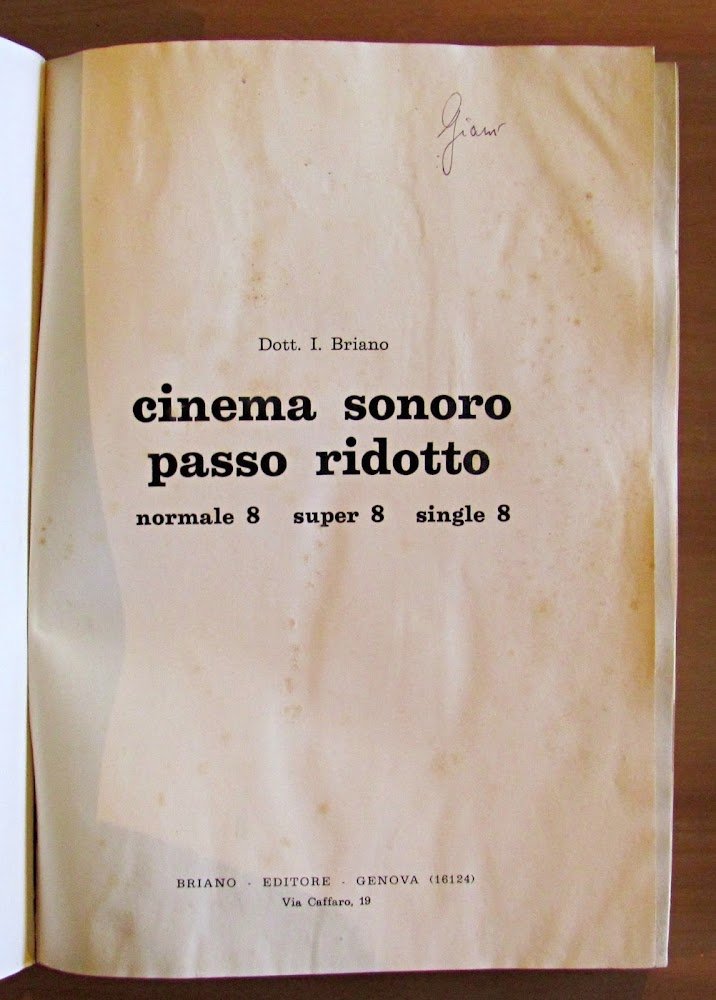 Dott. I. Briano
cinema sonoro
passo ridotto
normale 8 super 8 single 8
BRIANO - EDITORE - GENOVA (16124)
Via Caffaro, 19